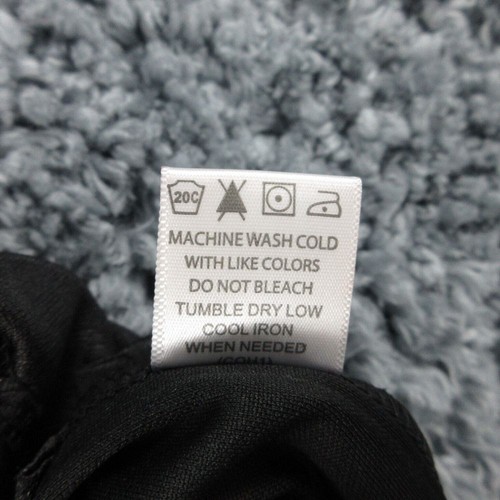 20C
MACHINE WASH COLD
WITH LIKE COLORS
DO NOT BLEACH
TUMBLE DRY LOW
COOL IRON
WHEN NEEDED